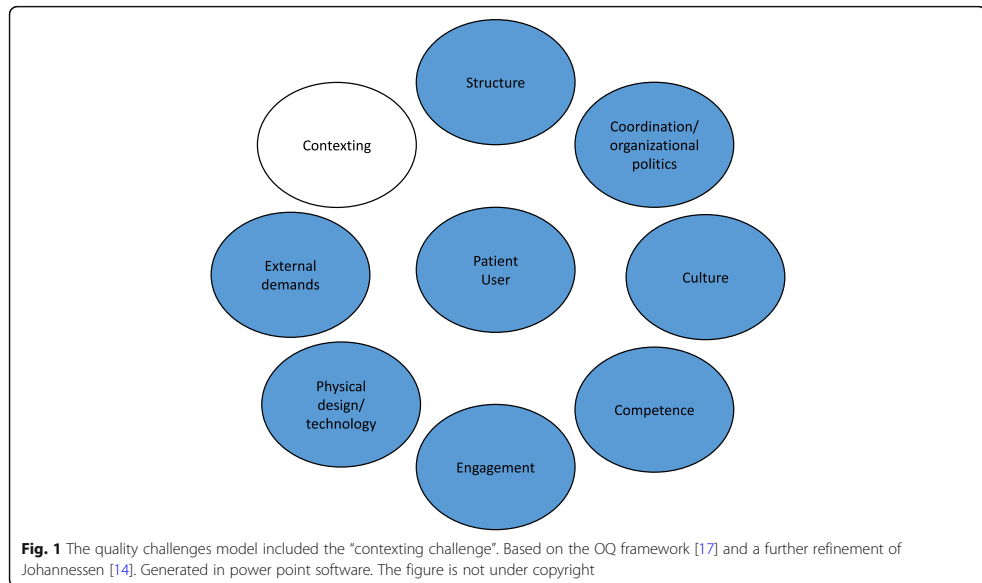 Structure
Contexting
Coordination/
organizational
politics
External
demands
Patient
User
Culture
Physical
design/
technology
Competence
Engagement
Fig. 1 The quality challenges model included the “contexting challenge”. Based on the OQ framework [17] and a further refinement of
Johannessen [14]. Generated in power point software. The figure is not under copyright